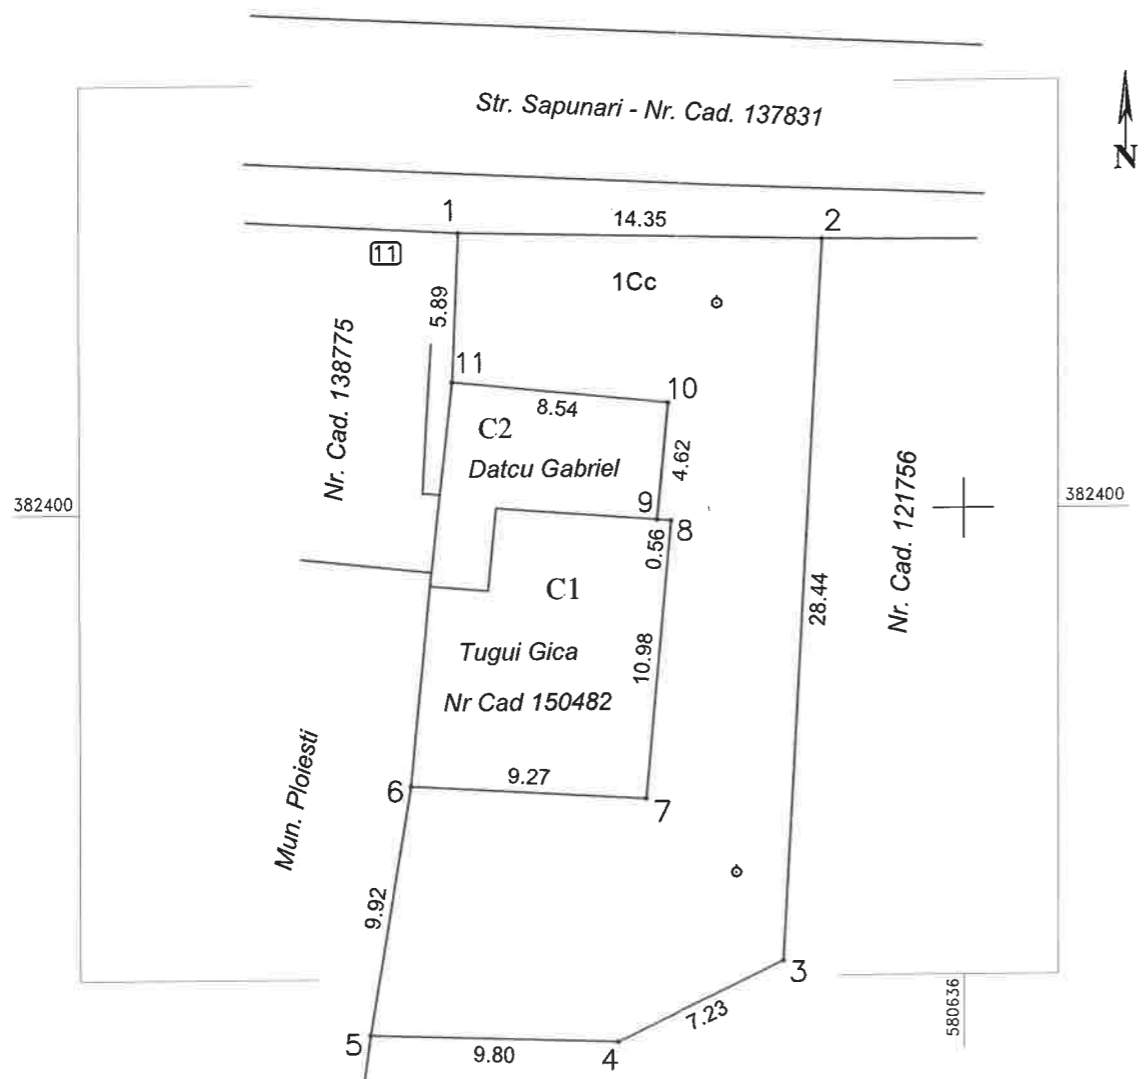 Str. Sapunari - Nr. Cad. 137831
N
1
14.35
2
11
1Cc
5.89
Nr. Cad. 138775
11
10
8.54
C2
Datcu Gabriel
4.62
382400
382400
9
8
0.56
Nr. Cad. 121756
C1
28.44
Tugui Gica
10.98
Nr Cad 150482
9.27
6
7
Mun. Ploiesti
9.92
3
7.23
580636
5
9.80
4